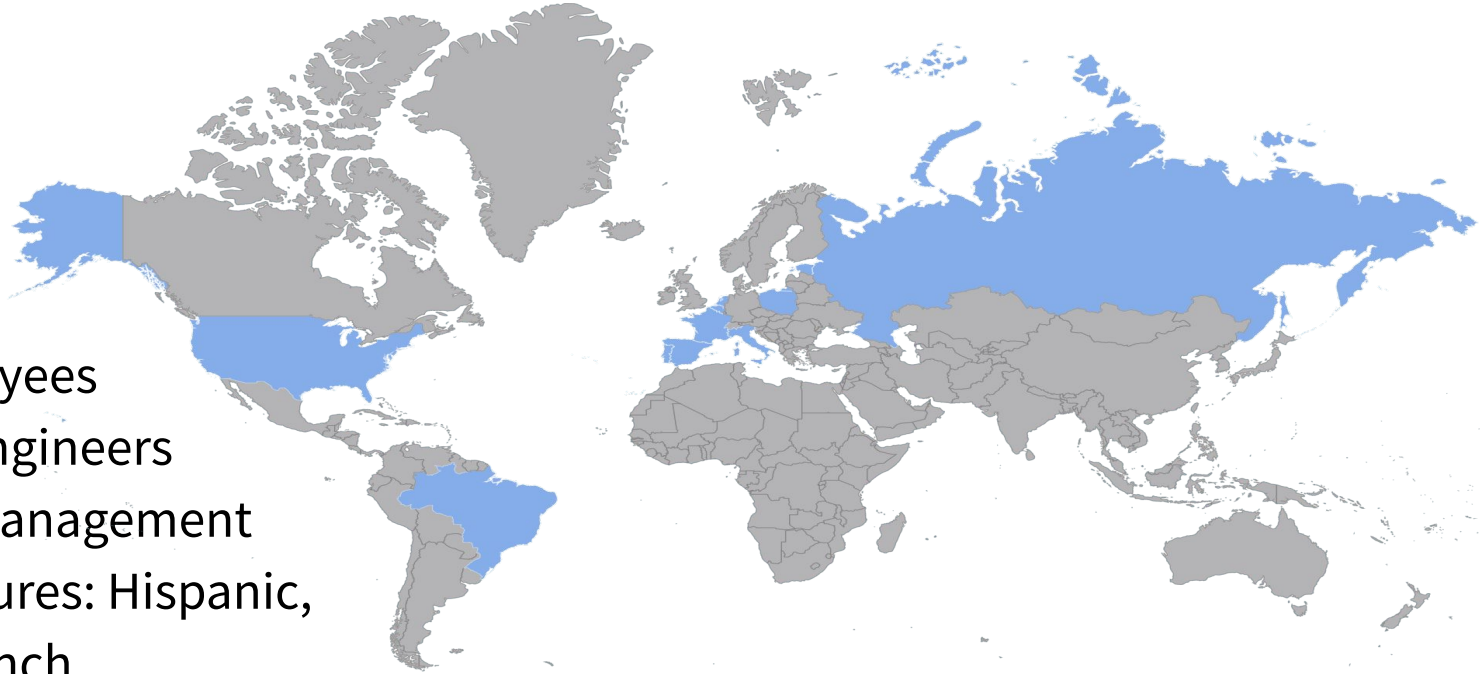 yees
ngineers
anagement
ures: Hispanic,
nch